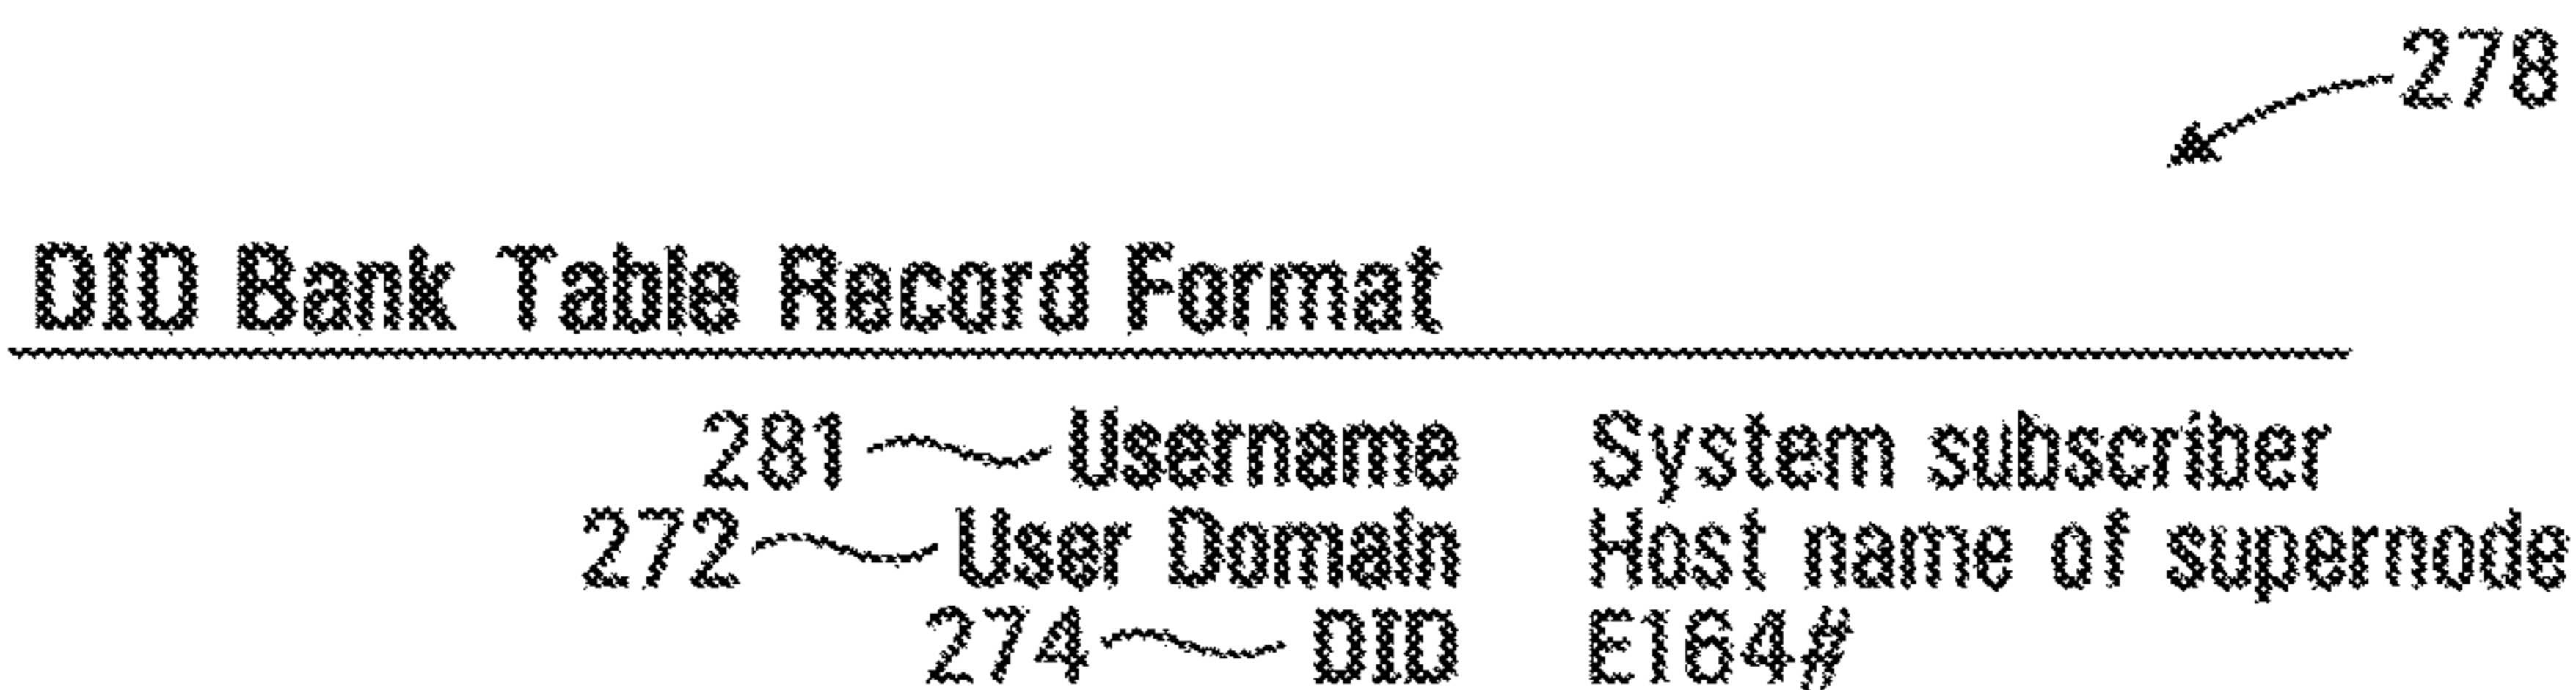 278
DID Bank Table Record Format
281 Username System subscriber
272 User Domain Host name of supernode
274 DID E164#